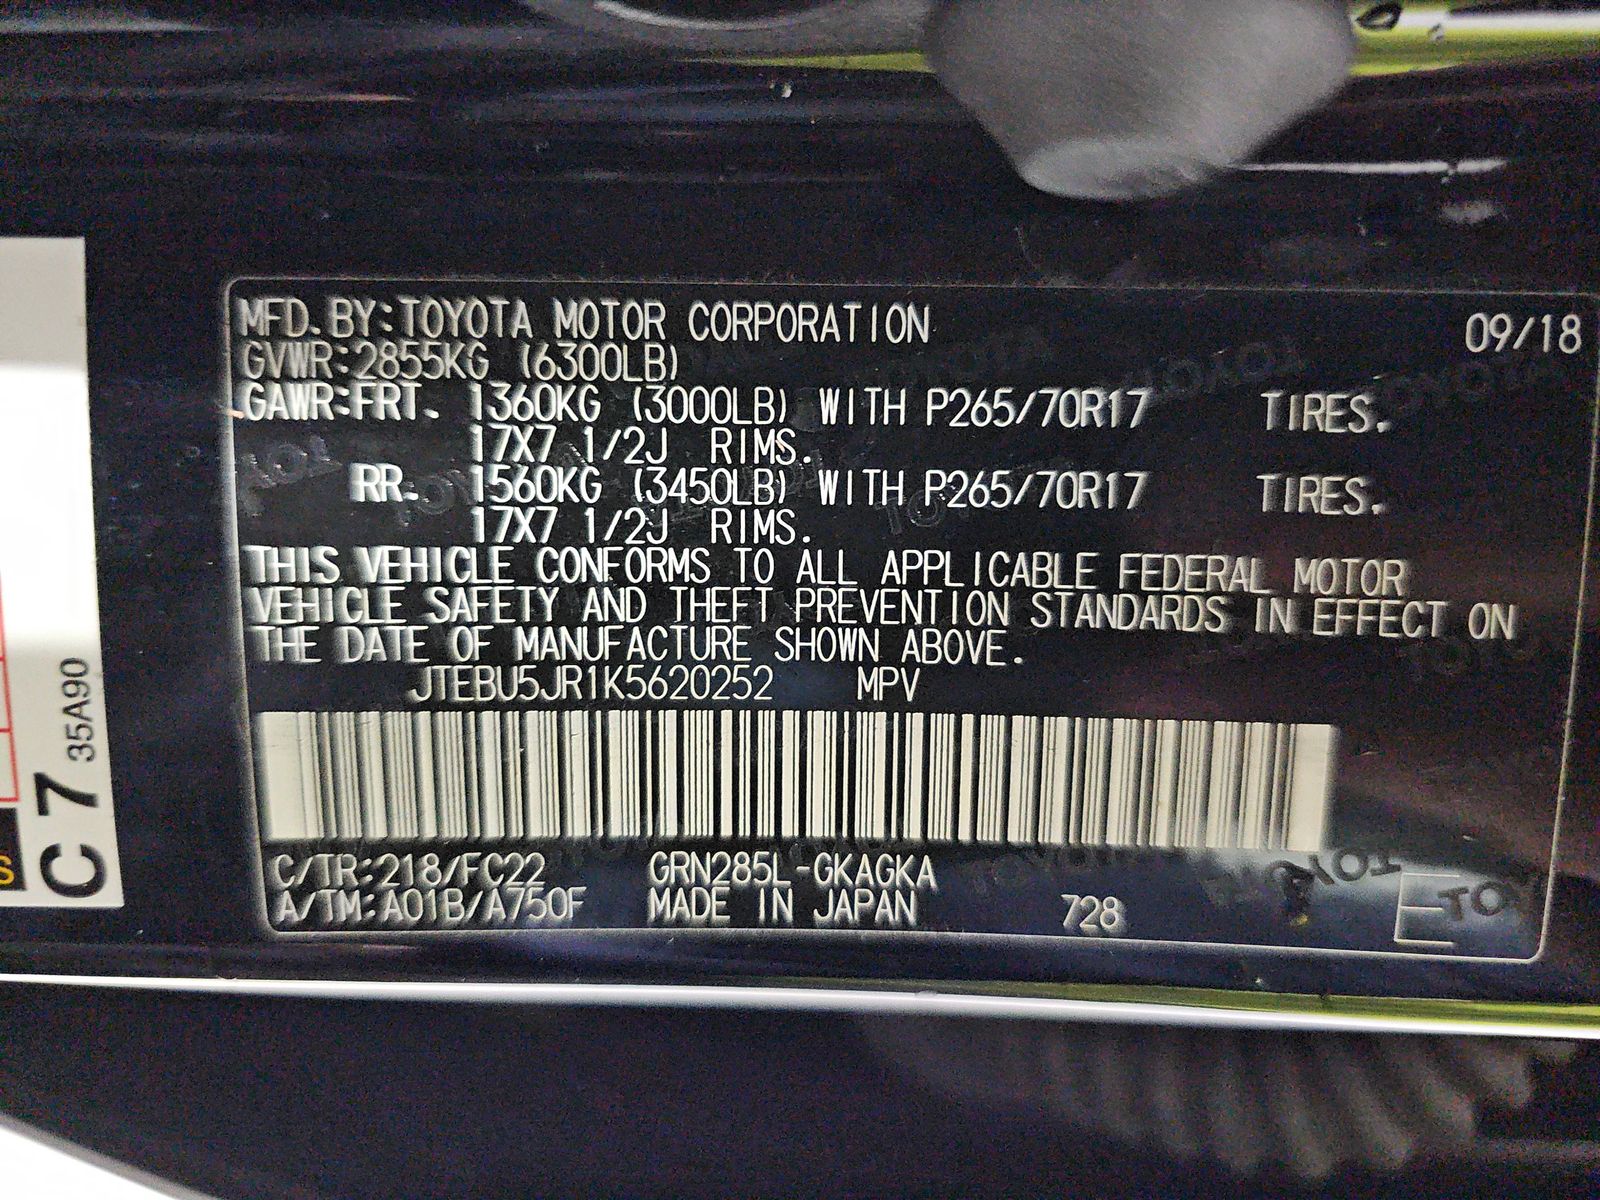 MFD. BY: TOYOTA MOTOR CORPORATION 09/18
GVWR: 2855KG (6300LB)
GAWR: FRT. 1360KG (3000LB) WITH P265/70R17 TIRES.
17X7 1/2J RIMS.
RR. 1560KG (3450LB) WITH P265/70R17 TIRES.
17X7 1/2J RIMS.
THIS VEHICLE CONFORMS TO ALL APPLICABLE FEDERAL MOTOR
VEHICLE SAFETY AND THEFT PREVENTION STANDARDS IN EFFECT ON
THE DATE OF MANUFACTURE SHOWN ABOVE.
JTEBU5JR1K5620252 MPV
C/TR: 218/FC22 GRN285L-GKAGKA
A/TM: A01B/A750F MADE IN JAPAN 728
C 7
35A90